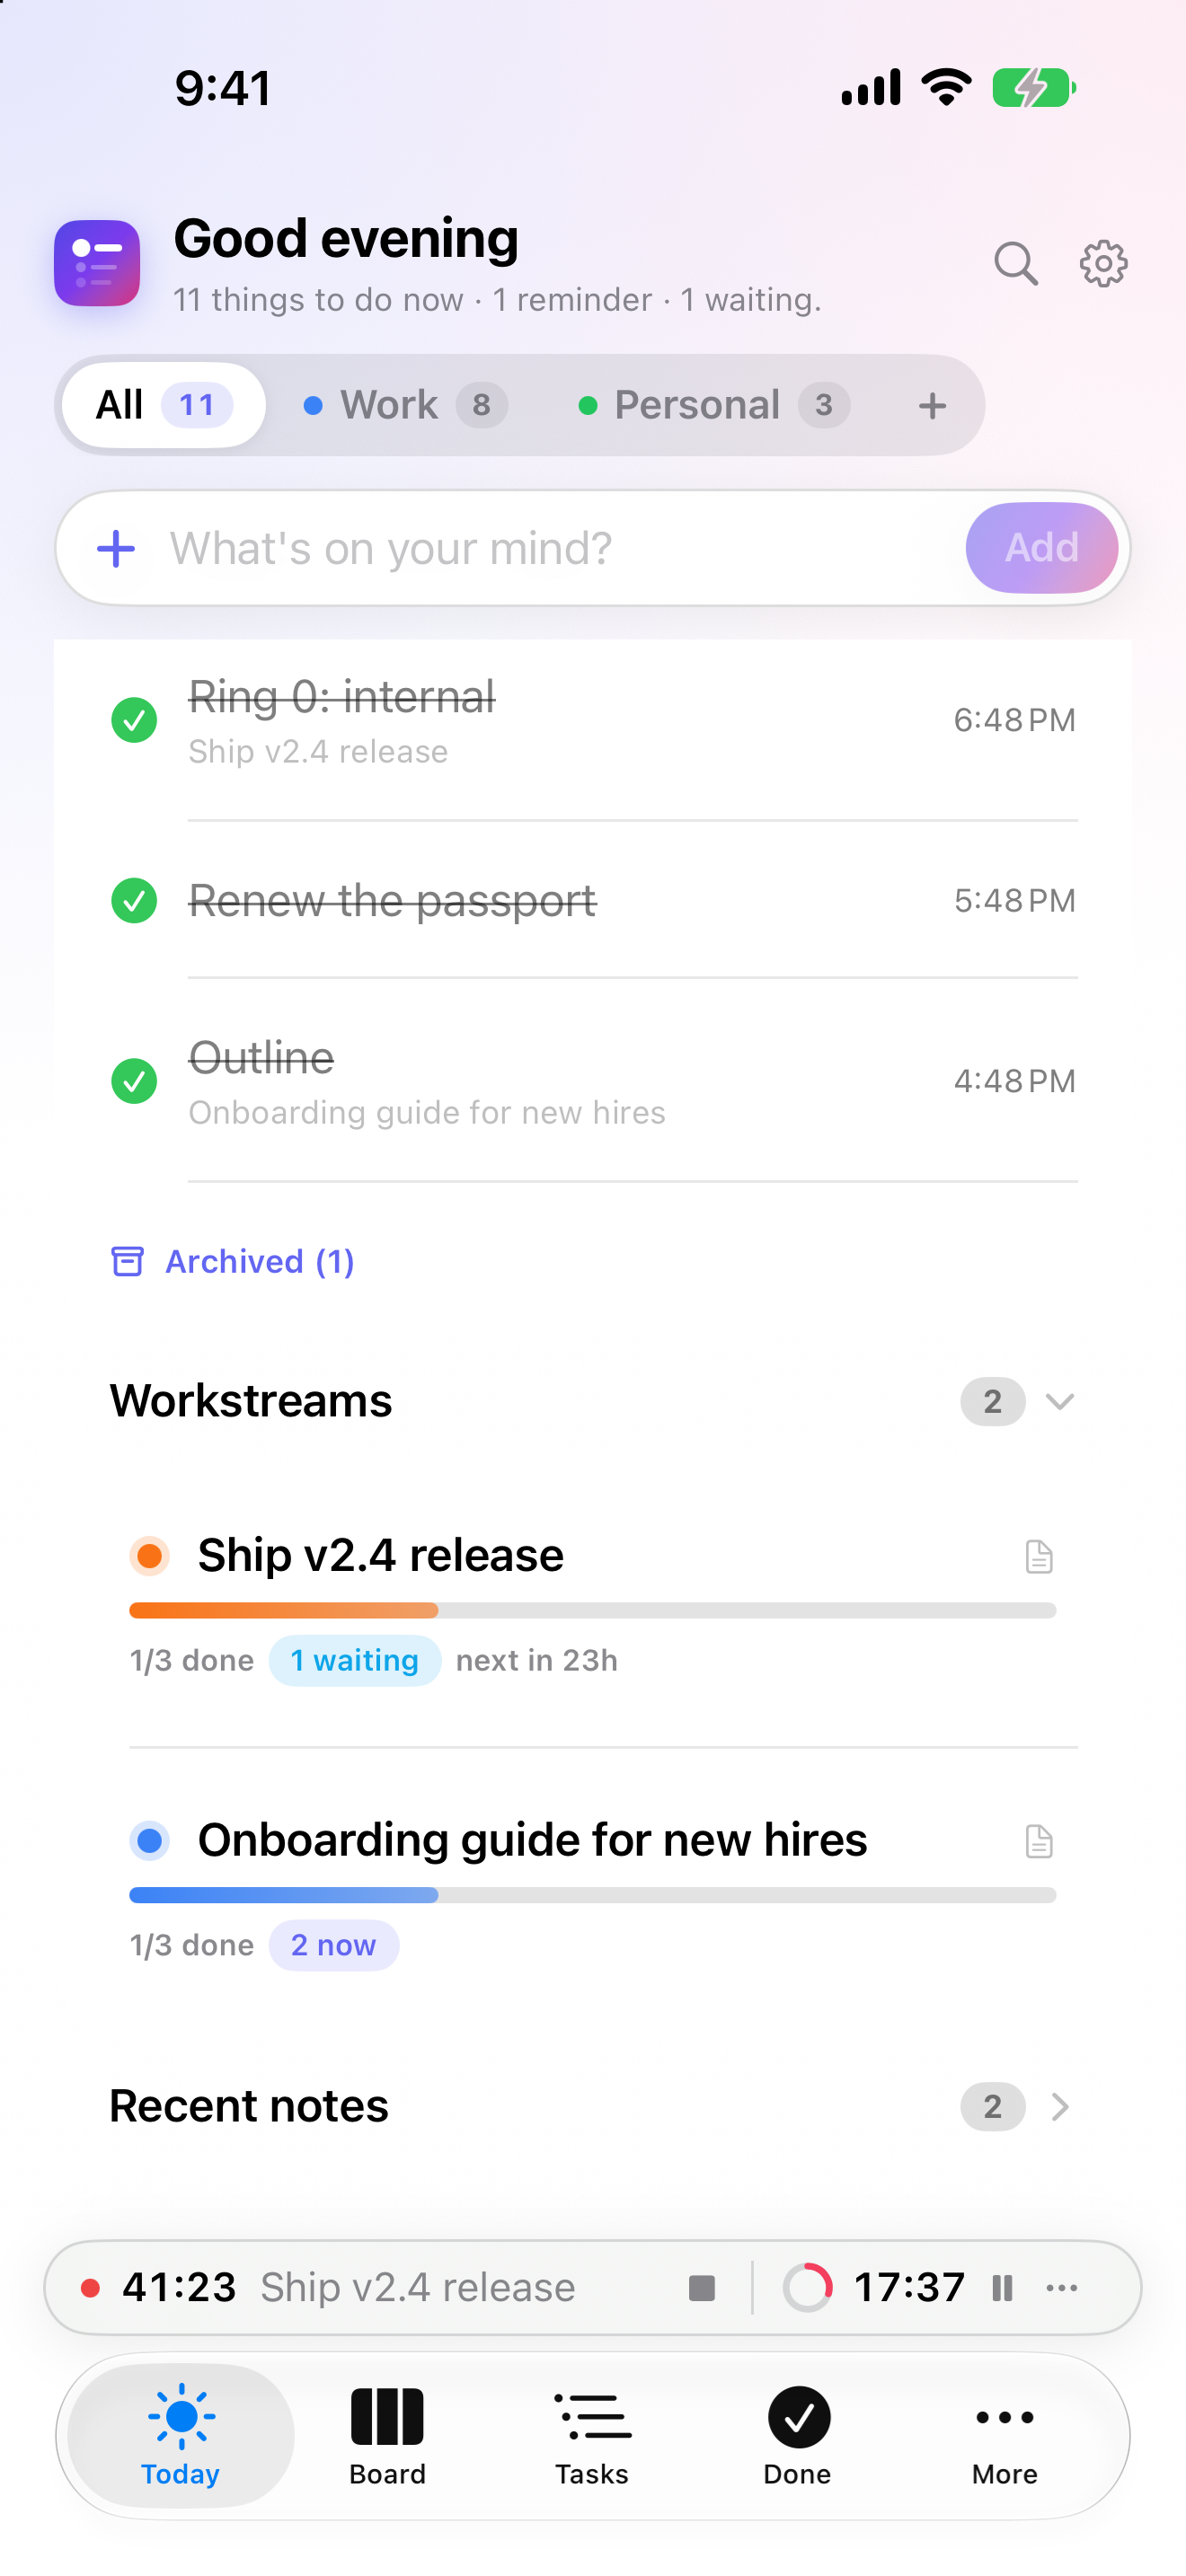 9:41
Good evening
11 things to do now · 1 reminder · 1 waiting.
All 11 Work 8 Personal 3 +
What's on your mind? Add
Ring 0: internal
Ship v2.4 release
6:48 PM
Renew the passport
5:48 PM
Outline
Onboarding guide for new hires
4:48 PM
Archived (1)
Workstreams 2
Ship v2.4 release
1/3 done 1 waiting next in 23h
Onboarding guide for new hires
1/3 done 2 now
Recent notes 2
41:23 Ship v2.4 release 17:37
Today Board Tasks Done More